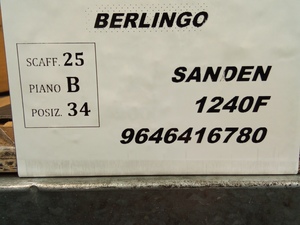 BERLINGO
SCAFF. 25
PIANO B
POSIZ. 34
SANDEN
1240F
9646416780